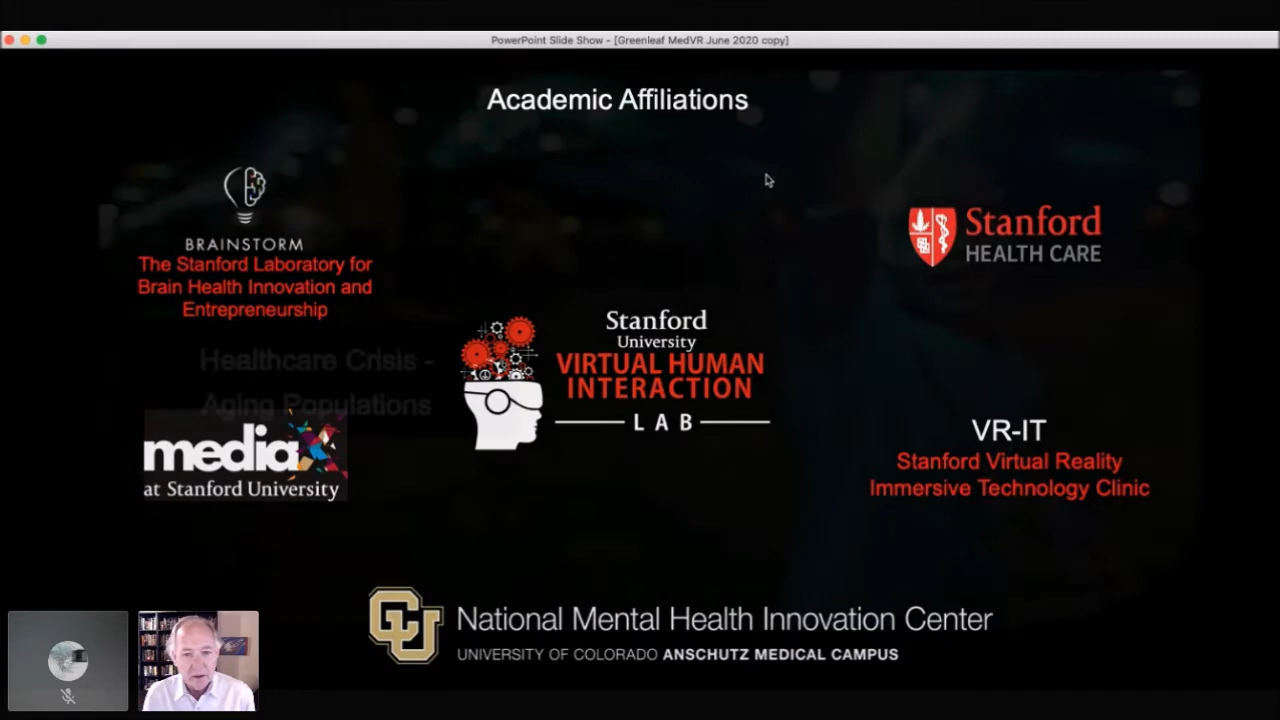 PowerPoint Slide Show - [Greenleaf MedVR June 2020 copy]
Academic Affiliations
BRAINSTORM
The Stanford Laboratory for
Brain Health Innovation and
Entrepreneurship
Stanford
HEALTH CARE
Stanford
University
VIRTUAL HUMAN
INTERACTION
LAB
Healthcare Crisis -
Aging Populations
mediaX
at Stanford University
VR-IT
Stanford Virtual Reality
Immersive Technology Clinic
CU
National Mental Health Innovation Center
UNIVERSITY OF COLORADO ANSCHUTZ MEDICAL CAMPUS